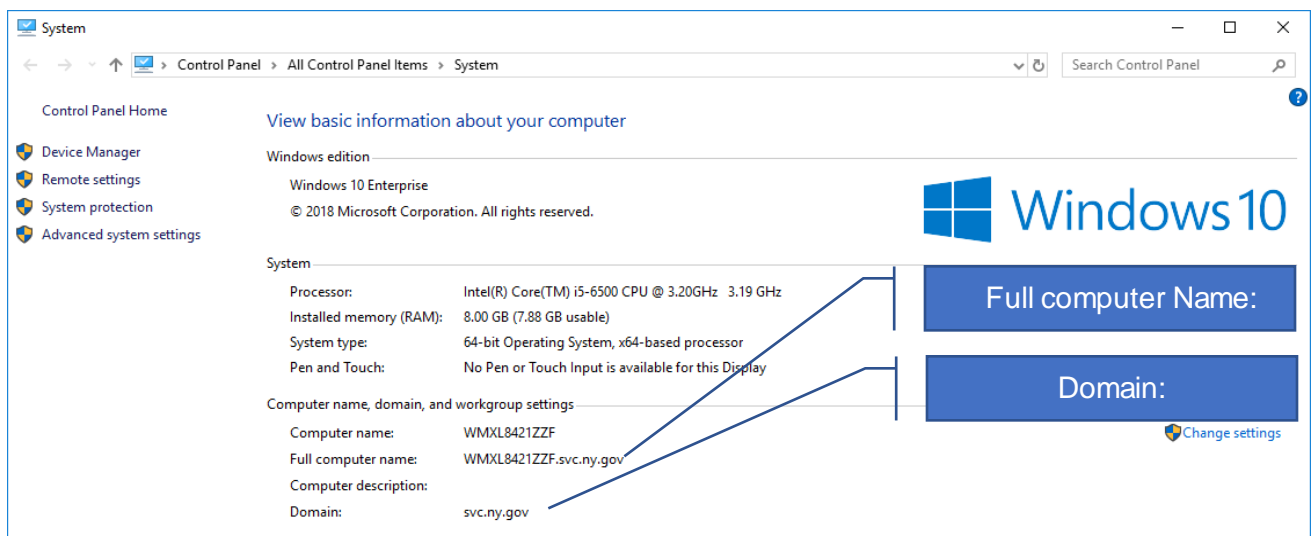 System
Control Panel > All Control Panel Items > System
Search Control Panel
?
Control Panel Home
Device Manager
Remote settings
System protection
Advanced system settings
View basic information about your computer
Windows edition
Windows 10 Enterprise
© 2018 Microsoft Corporation. All rights reserved.
Windows 10
System
Processor: Intel(R) Core(TM) i5-6500 CPU @ 3.20GHz 3.19 GHz
Installed memory (RAM): 8.00 GB (7.88 GB usable)
System type: 64-bit Operating System, x64-based processor
Pen and Touch: No Pen or Touch Input is available for this Display
Full computer Name:
Domain:
Computer name, domain, and workgroup settings
Computer name: WMXL8421ZZF
Change settings
Full computer name: WMXL8421ZZF.svc.ny.gov
Computer description:
Domain: svc.ny.gov